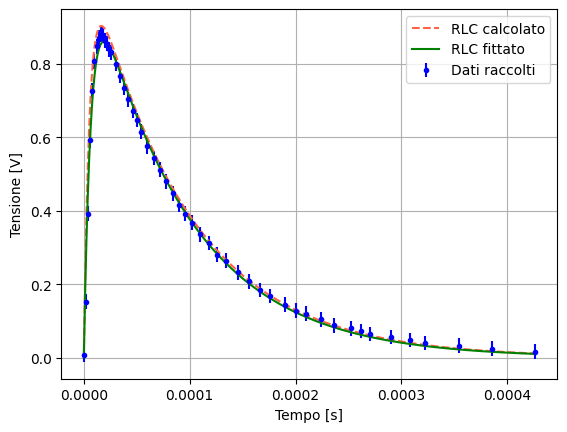 RLC calcolato
RLC fittato
Dati raccolti
Tensione [V]
0.8
0.6
0.4
0.2
0.0
0.0000
0.0001
0.0002
0.0003
0.0004
Tempo [s]